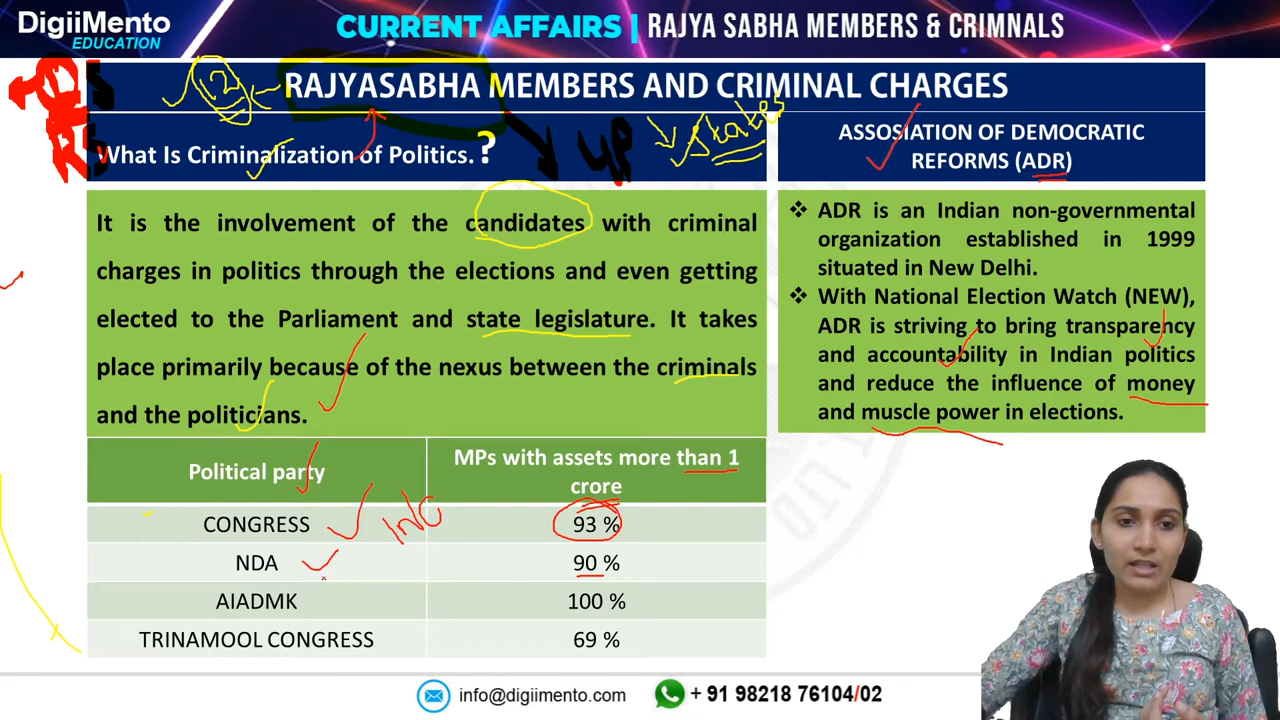 DigiiMento
EDUCATION
CURRENT AFFAIRS | RAJYA SABHA MEMBERS & CRIMNALS
12
RAJYASABHA MEMBERS AND CRIMINAL CHARGES
What Is Criminalization of Politics.?
UP
States
ASSOSIATION OF DEMOCRATIC
REFORMS (ADR)
It is the involvement of the candidates with criminal
charges in politics through the elections and even getting
elected to the Parliament and state legislature. It takes
place primarily because of the nexus between the criminals
and the politicians.
❖ ADR is an Indian non-governmental
organization established in 1999
situated in New Delhi.
❖ With National Election Watch (NEW),
ADR is striving to bring transparency
and accountability in Indian politics
and reduce the influence of money
and muscle power in elections.
Political party
MPs with assets more than 1
crore
CONGRESS INC 93 %
NDA 90 %
AIADMK 100 %
TRINAMOOL CONGRESS 69 %
info@digiimento.com
+ 91 98218 76104/02